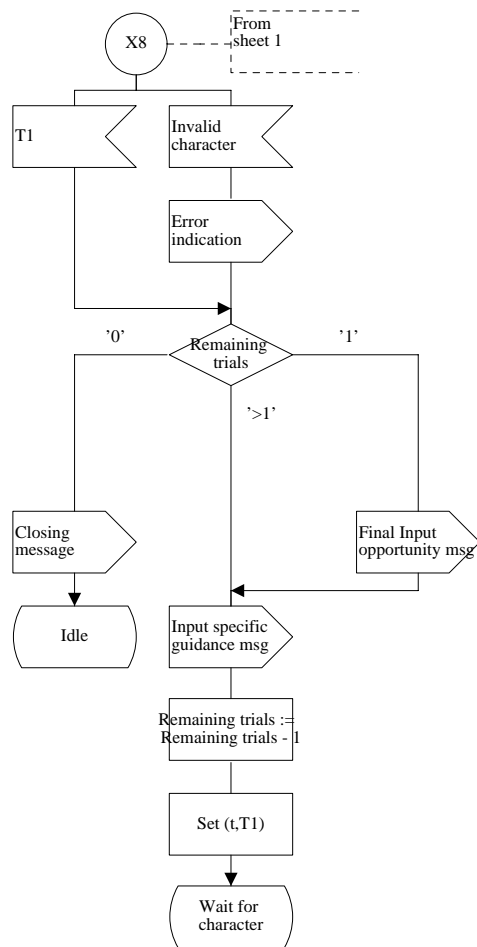 X8
From
sheet 1
T1
Invalid
character
Error
indication
'0'
Remaining
trials
'1'
'>1'
Closing
message
Final Input
opportunity msg
Idle
Input specific
guidance msg
Remaining trials :=
Remaining trials - 1
Set (t,T1)
Wait for
character